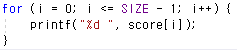 for (i = 0; i <= SIZE - 1; i++) {
    printf("%d ", score[i]);
}